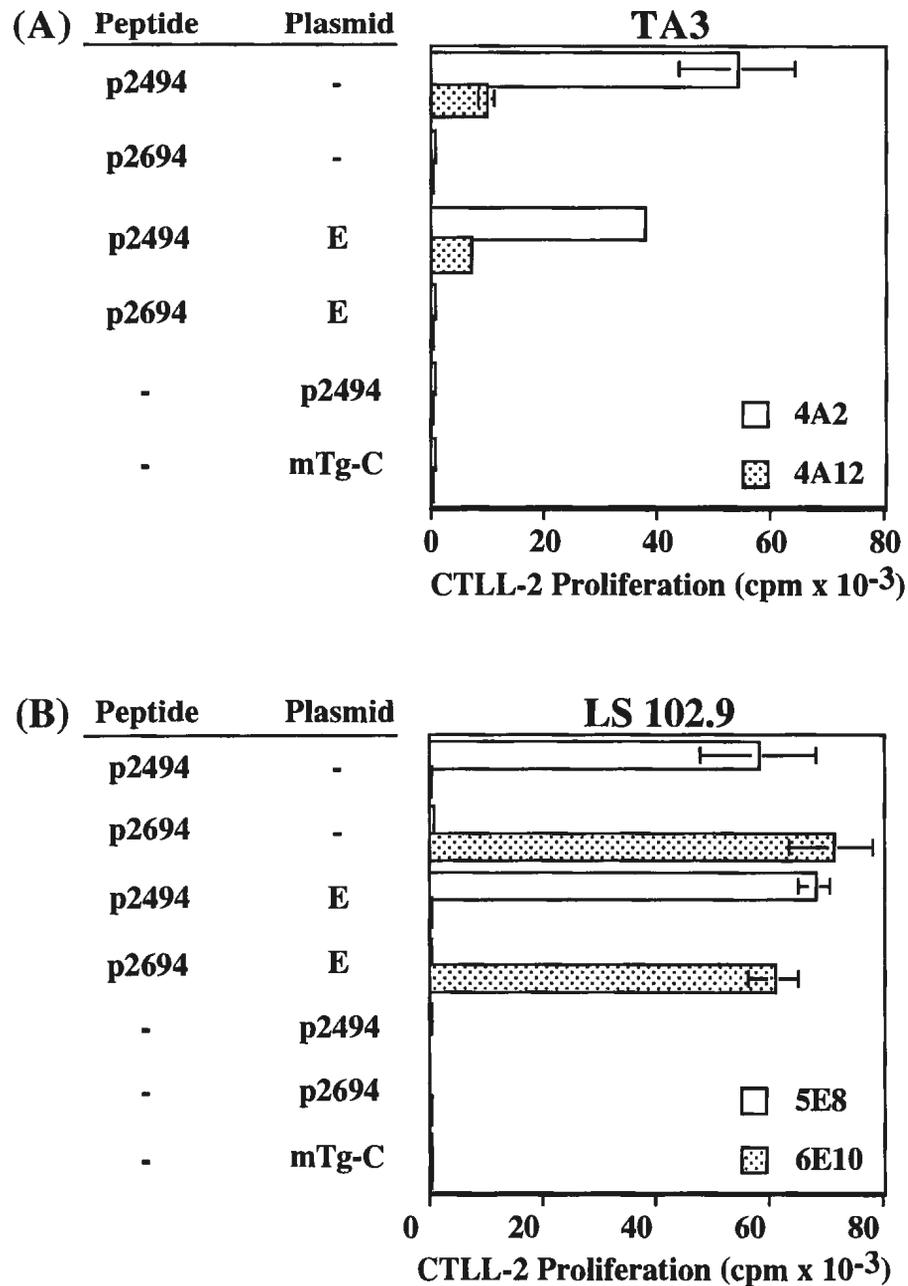 (A) Peptide Plasmid TA3
p2494 -
p2694 -
p2494 E
p2694 E
- p2494
- mTg-C
4A2
4A12
0 20 40 60 80
CTLL-2 Proliferation (cpm x 10-3)
(B) Peptide Plasmid LS 102.9
p2494 -
p2694 -
p2494 E
p2694 E
- p2494
- p2694
- mTg-C
5E8
6E10
0 20 40 60 80
CTLL-2 Proliferation (cpm x 10-3)